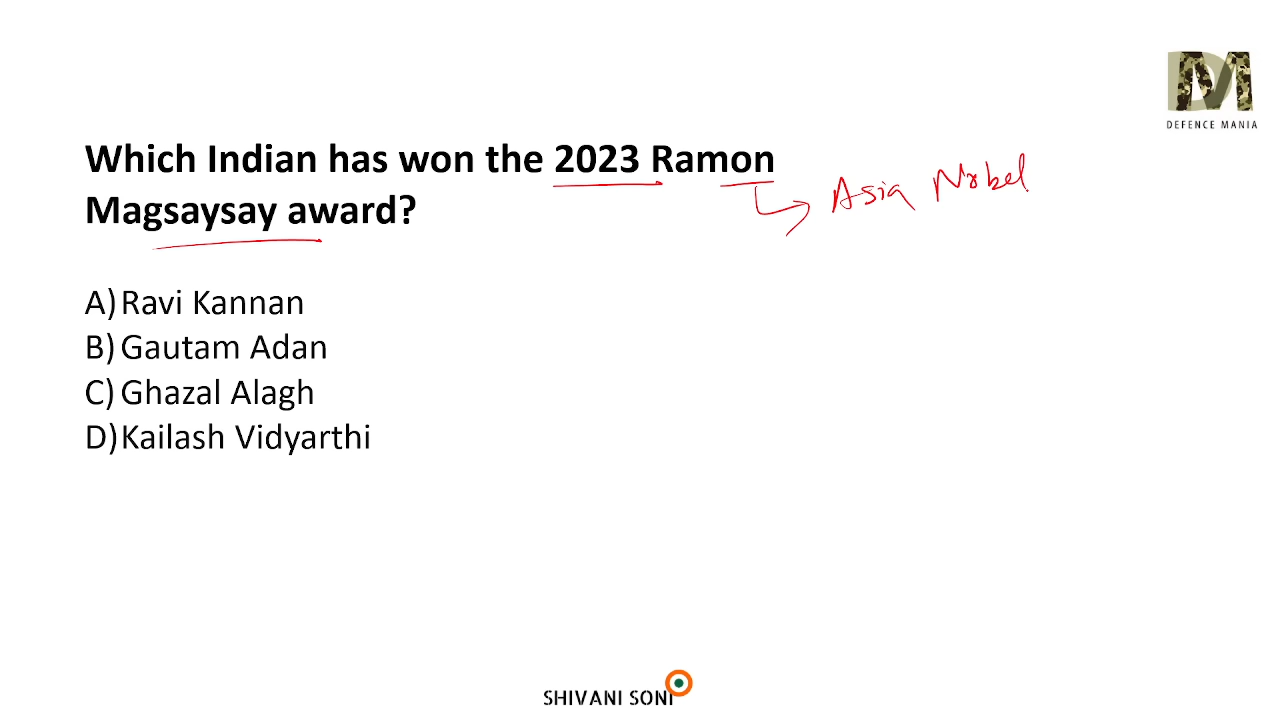 DEFENCE MANIA
Which Indian has won the 2023 Ramon
Magsaysay award?
Asia Nobel
A) Ravi Kannan
B) Gautam Adan
C) Ghazal Alagh
D) Kailash Vidyarthi
SHIVANI SONI